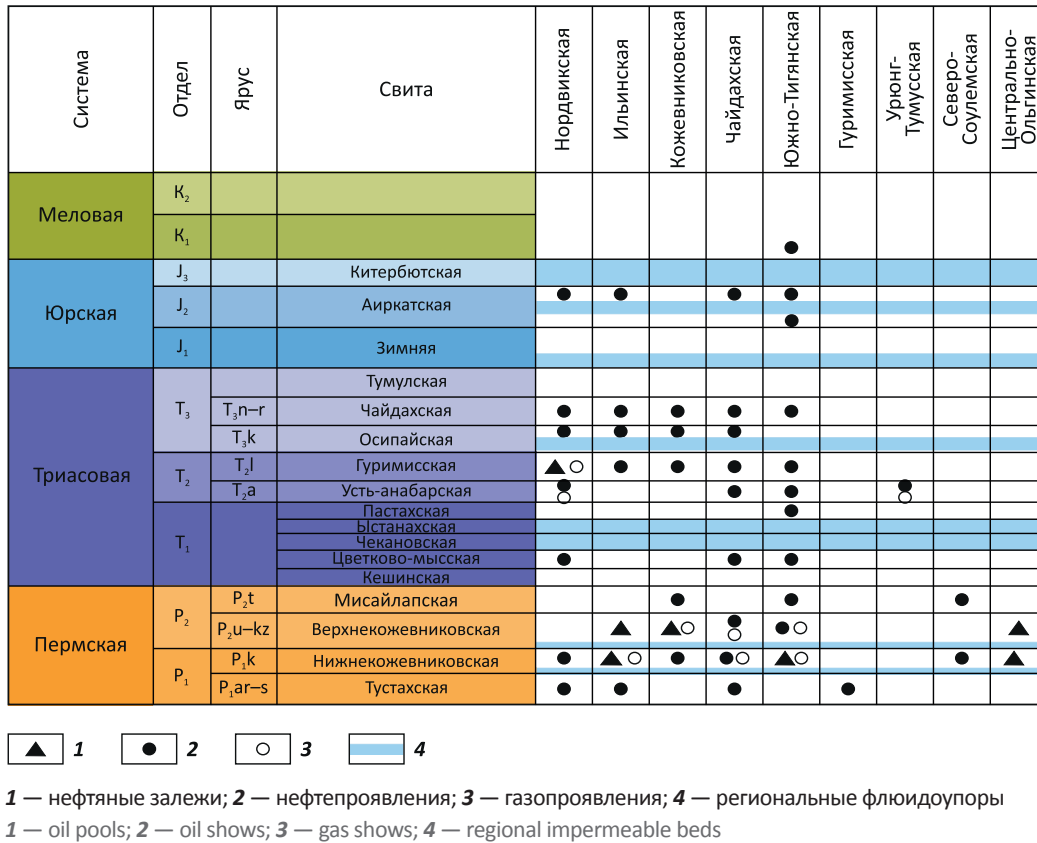 Система
Отдел
Ярус
Свита
Нордвикская
Ильинская
Кожевниковская
Чайдахская
Южно-Тигянская
Гуримисская
Урюнг-
Тумусская
Северо-
Соулемская
Центрально-
Ольгинская
Меловая
K₂
K₁
Юрская
J₃
Китербютская
J₂
Аиркатская
J₁
Зимняя
Триасовая
T₃
Тумулская
T₃n–r
Чайдахская
T₃k
Осипайская
T₂
T₂l
Гуримисская
T₂a
Усть-анабарская
T₁
Пастахская
Ыстанахская
Чекановская
Цветково-мысская
Кешинская
Пермская
P₂
P₂t
Мисайлапская
P₂u–kz
Верхнекожевниковская
P₁
P₁k
Нижнекожевниковская
P₁ar–s
Тустахская
1 2 3 4
1 — нефтяные залежи; 2 — нефтепроявления; 3 — газопроявления; 4 — региональные флюидоупоры
1 — oil pools; 2 — oil shows; 3 — gas shows; 4 — regional impermeable beds